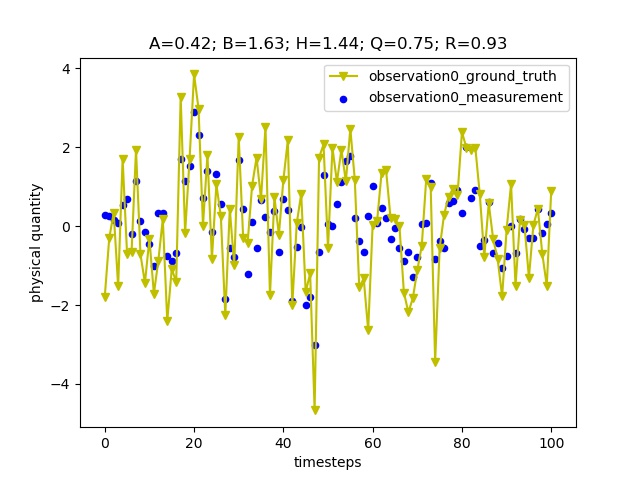 A=0.42; B=1.63; H=1.44; Q=0.75; R=0.93
observation0_ground_truth
observation0_measurement
physical quantity
4
2
0
−2
−4
0 20 40 60 80 100
timesteps